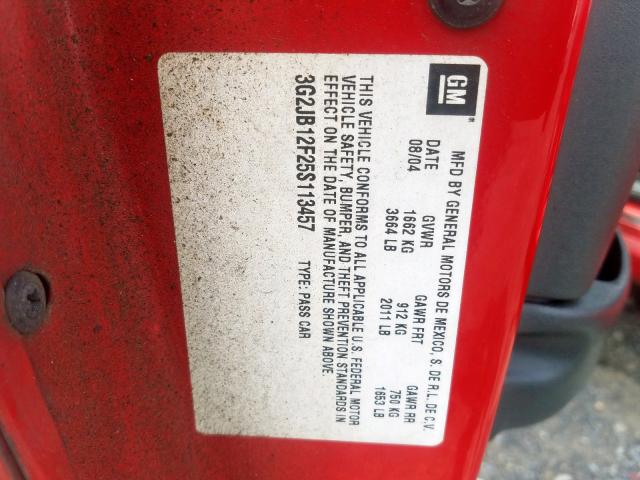 GM
MFD BY GENERAL MOTORS DE MEXICO, S. DE R.L. DE C.V.
DATE GVWR GAWR FRT GAWR RR
08/04 1662 KG 912 KG 750 KG
3664 LB 2011 LB 1653 LB
THIS VEHICLE CONFORMS TO ALL APPLICABLE U.S. FEDERAL MOTOR
VEHICLE SAFETY, BUMPER, AND THEFT PREVENTION STANDARDS IN
EFFECT ON THE DATE OF MANUFACTURE SHOWN ABOVE.
3G2JB12F25S113457 TYPE: PASS CAR